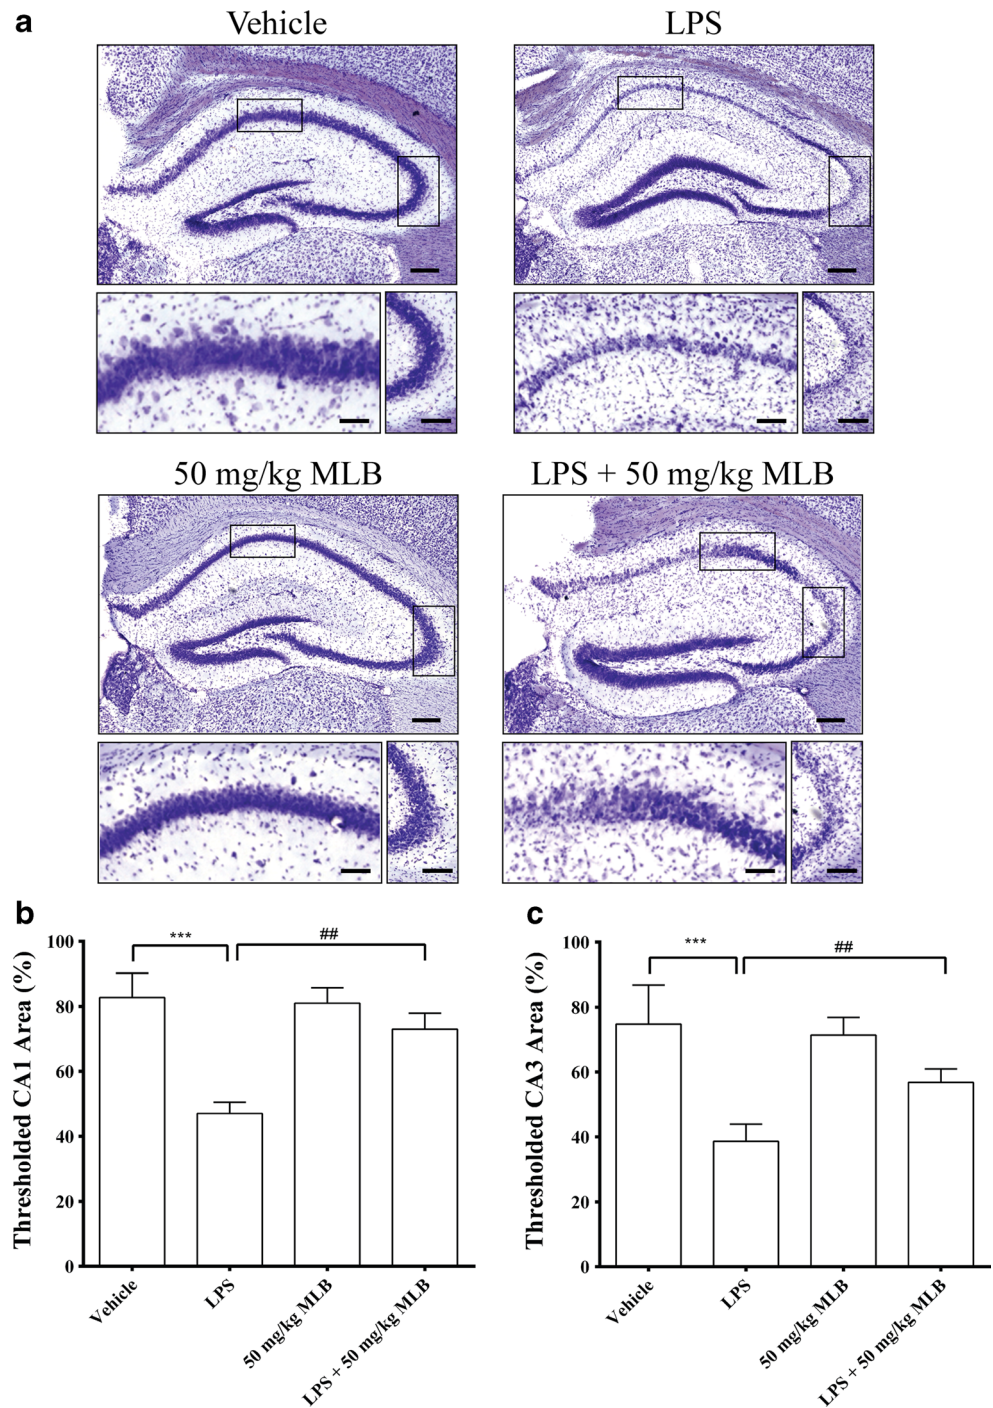 a
Vehicle
LPS
50 mg/kg MLB
LPS + 50 mg/kg MLB
b
Thresholded CA1 Area (%)
100
80
60
40
20
0
***
##
Vehicle
LPS
50 mg/kg MLB
LPS + 50 mg/kg MLB
c
Thresholded CA3 Area (%)
100
80
60
40
20
0
***
##
Vehicle
LPS
50 mg/kg MLB
LPS + 50 mg/kg MLB